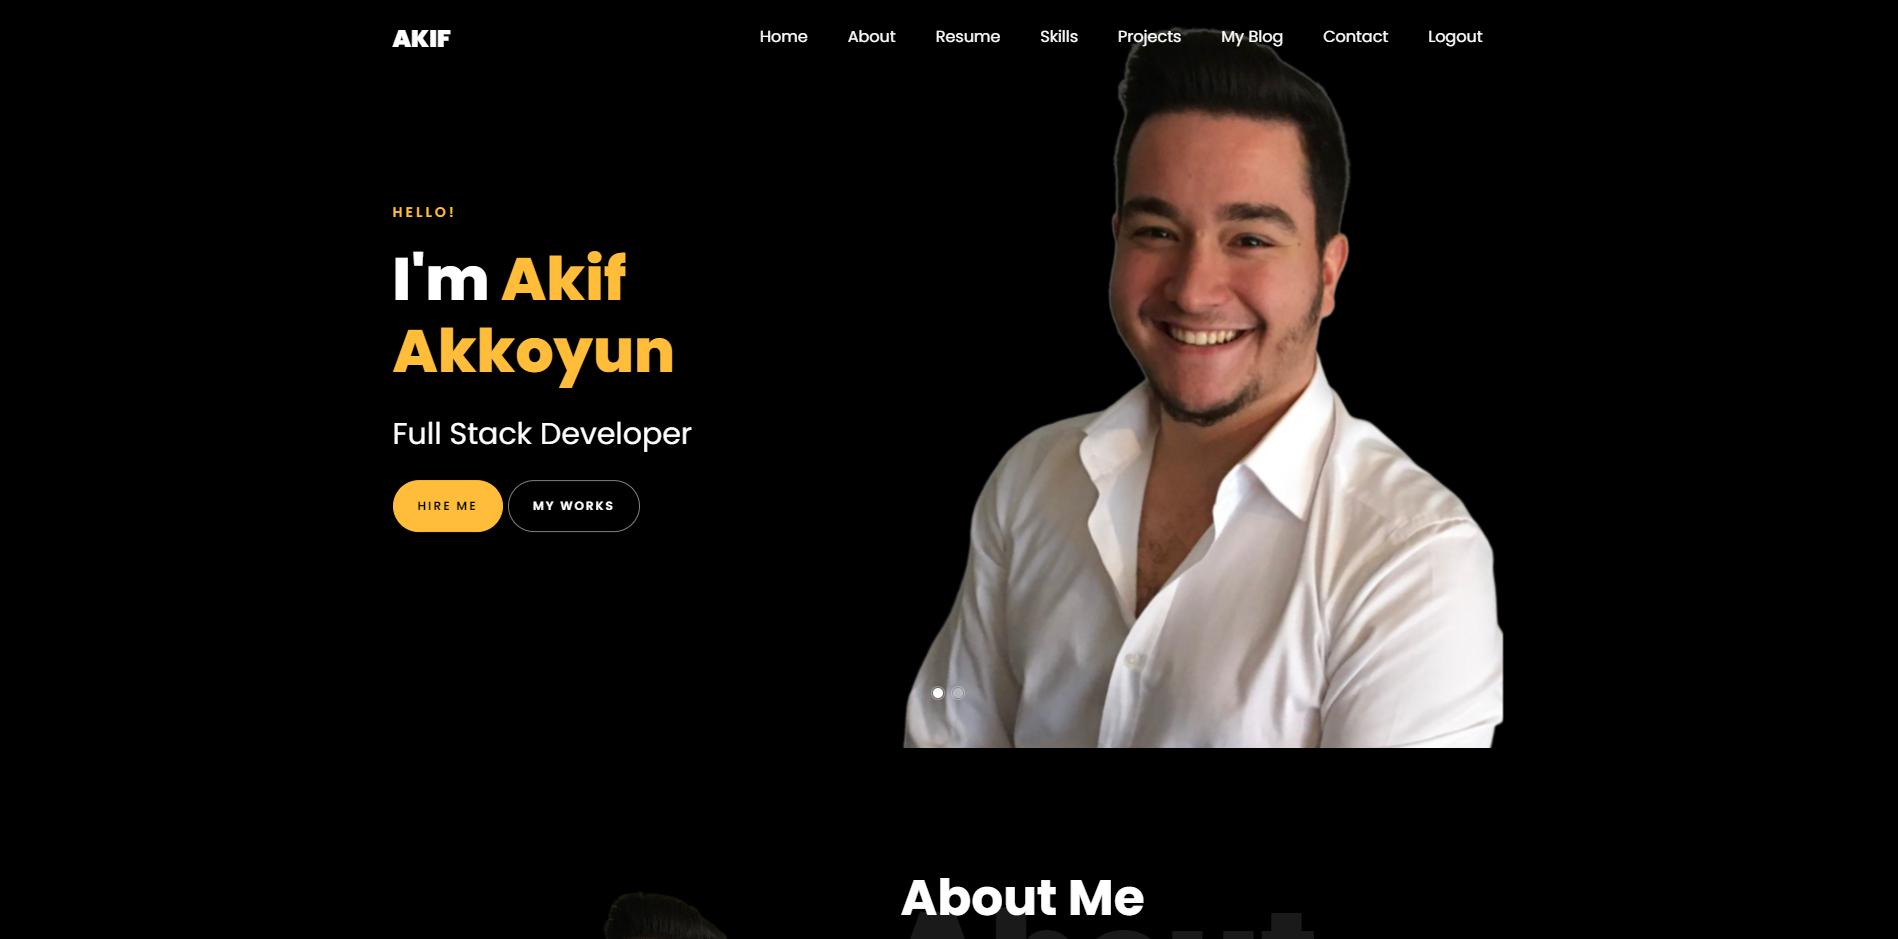 AKIF
Home About Resume Skills Projects My Blog Contact Logout
HELLO!
I'm Akif
Akkoyun
Full Stack Developer
HIRE ME MY WORKS
About Me
About